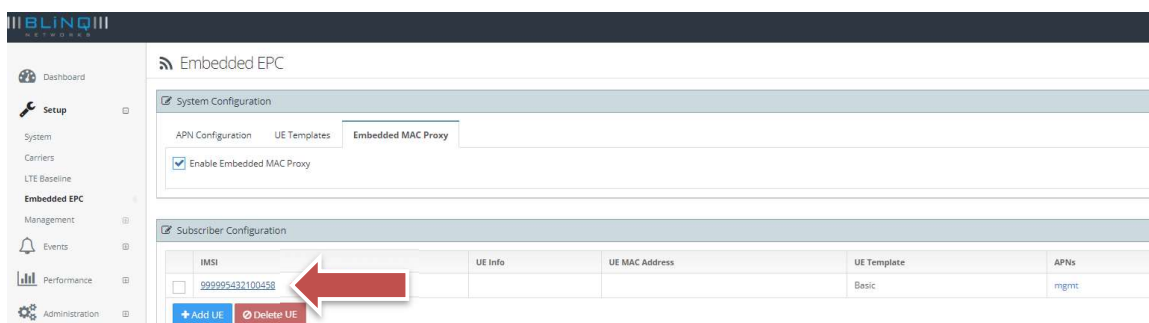 BLiNQ
NETWORKS
Embedded EPC
Dashboard
Setup
System
Carriers
LTE Baseline
Embedded EPC
Management
Events
Performance
Administration
System Configuration
APN Configuration UE Templates Embedded MAC Proxy
Enable Embedded MAC Proxy
Subscriber Configuration
IMSI UE Info UE MAC Address UE Template APNs
999995432100458 Basic mgmt
+ Add UE Delete UE